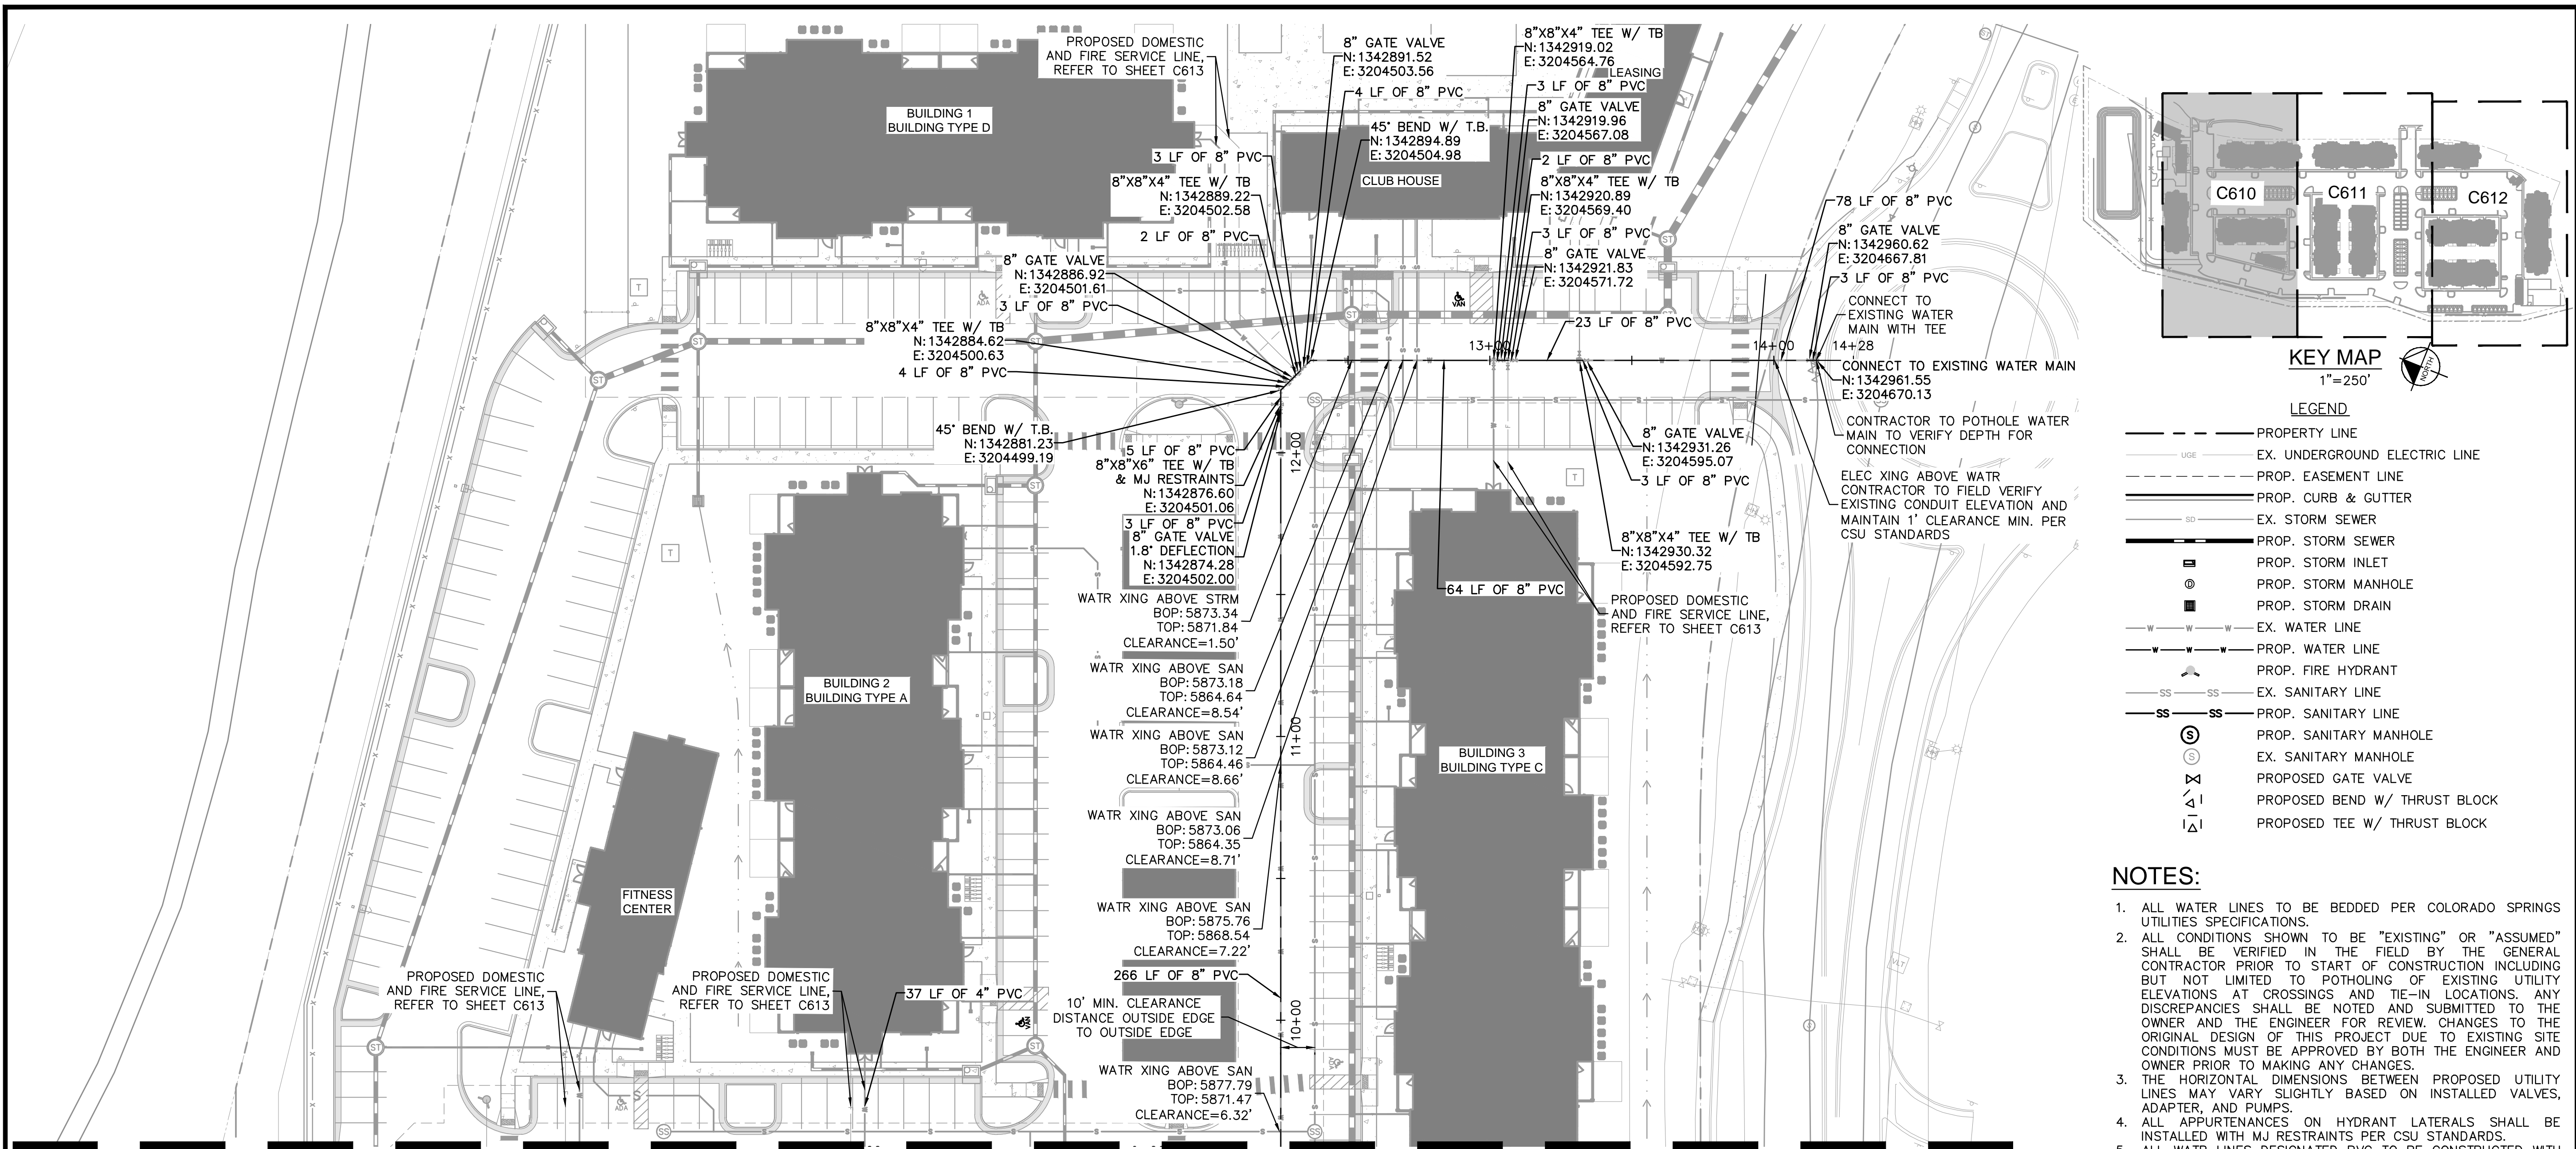 PROPOSED DOMESTIC
AND FIRE SERVICE LINE,
REFER TO SHEET C613
BUILDING 1
BUILDING TYPE D
8" GATE VALVE
N:1342891.52
E:3204503.56
4 LF OF 8" PVC
45° BEND W/ T.B.
N:1342894.89
E:3204504.98
CLUB HOUSE
LEASING
3 LF OF 8" PVC
8"X8"X4" TEE W/ TB
N:1342889.22
E:3204502.58
2 LF OF 8" PVC
8" GATE VALVE
N:1342886.92
E:3204501.61
3 LF OF 8" PVC
8"X8"X4" TEE W/ TB
N:1342884.62
E:3204500.63
4 LF OF 8" PVC
45° BEND W/ T.B.
N:1342881.23
E:3204499.19
5 LF OF 8" PVC
8"X8"X6" TEE W/ TB
& MJ RESTRAINTS
N:1342876.60
E:3204501.06
3 LF OF 8" PVC
8" GATE VALVE
1.8° DEFLECTION
N:1342874.28
E:3204502.00
8"X8"X4" TEE W/ TB
N:1342919.02
E:3204564.76
3 LF OF 8" PVC
8" GATE VALVE
N:1342919.96
E:3204567.08
2 LF OF 8" PVC
8"X8"X4" TEE W/ TB
N:1342920.89
E:3204569.40
3 LF OF 8" PVC
8" GATE VALVE
N:1342921.83
E:3204571.72
23 LF OF 8" PVC
13+00
14+00
14+28
78 LF OF 8" PVC
8" GATE VALVE
N:1342960.62
E:3204667.81
3 LF OF 8" PVC
CONNECT TO
EXISTING WATER
MAIN WITH TEE
CONNECT TO EXISTING WATER MAIN
N:1342961.55
E:3204670.13
CONTRACTOR TO POTHOLE WATER
MAIN TO VERIFY DEPTH FOR
CONNECTION
ELEC XING ABOVE WATR
CONTRACTOR TO FIELD VERIFY
EXISTING CONDUIT ELEVATION AND
MAINTAIN 1' CLEARANCE MIN. PER
CSU STANDARDS
8" GATE VALVE
N:1342931.26
E:3204595.07
3 LF OF 8" PVC
8"X8"X4" TEE W/ TB
N:1342930.32
E:3204592.75
64 LF OF 8" PVC
PROPOSED DOMESTIC
AND FIRE SERVICE LINE,
REFER TO SHEET C613
WATR XING ABOVE STRM
BOP:5873.34
TOP:5871.84
CLEARANCE=1.50'
WATR XING ABOVE SAN
BOP:5873.18
TOP:5864.64
CLEARANCE=8.54'
WATR XING ABOVE SAN
BOP:5873.12
TOP:5864.46
CLEARANCE=8.66'
WATR XING ABOVE SAN
BOP:5873.06
TOP:5864.35
CLEARANCE=8.71'
WATR XING ABOVE SAN
BOP:5875.76
TOP:5868.54
CLEARANCE=7.22'
266 LF OF 8" PVC
10' MIN. CLEARANCE
DISTANCE OUTSIDE EDGE
TO OUTSIDE EDGE
WATR XING ABOVE SAN
BOP:5877.79
TOP:5871.47
CLEARANCE=6.32'
12+00
11+00
10+00
BUILDING 2
BUILDING TYPE A
BUILDING 3
BUILDING TYPE C
FITNESS
CENTER
PROPOSED DOMESTIC
AND FIRE SERVICE LINE,
REFER TO SHEET C613
PROPOSED DOMESTIC
AND FIRE SERVICE LINE,
REFER TO SHEET C613
37 LF OF 4" PVC
ADA
VAN
ST
SS
T
VLT
C610
C611
C612
KEY MAP
1"=250'
NORTH
LEGEND
PROPERTY LINE
UGE EX. UNDERGROUND ELECTRIC LINE
PROP. EASEMENT LINE
PROP. CURB & GUTTER
SD EX. STORM SEWER
PROP. STORM SEWER
PROP. STORM INLET
D PROP. STORM MANHOLE
PROP. STORM DRAIN
W W W EX. WATER LINE
W W W PROP. WATER LINE
PROP. FIRE HYDRANT
SS SS EX. SANITARY LINE
SS SS PROP. SANITARY LINE
S PROP. SANITARY MANHOLE
S EX. SANITARY MANHOLE
PROPOSED GATE VALVE
PROPOSED BEND W/ THRUST BLOCK
PROPOSED TEE W/ THRUST BLOCK
NOTES:
1. ALL WATER LINES TO BE BEDDED PER COLORADO SPRINGS
UTILITIES SPECIFICATIONS.
2. ALL CONDITIONS SHOWN TO BE "EXISTING" OR "ASSUMED"
SHALL BE VERIFIED IN THE FIELD BY THE GENERAL
CONTRACTOR PRIOR TO START OF CONSTRUCTION INCLUDING
BUT NOT LIMITED TO POTHOLING OF EXISTING UTILITY
ELEVATIONS AT CROSSINGS AND TIE-IN LOCATIONS. ANY
DISCREPANCIES SHALL BE NOTED AND SUBMITTED TO THE
OWNER AND THE ENGINEER FOR REVIEW. CHANGES TO THE
ORIGINAL DESIGN OF THIS PROJECT DUE TO EXISTING SITE
CONDITIONS MUST BE APPROVED BY BOTH THE ENGINEER AND
OWNER PRIOR TO MAKING ANY CHANGES.
3. THE HORIZONTAL DIMENSIONS BETWEEN PROPOSED UTILITY
LINES MAY VARY SLIGHTLY BASED ON INSTALLED VALVES,
ADAPTER, AND PUMPS.
4. ALL APPURTENANCES ON HYDRANT LATERALS SHALL BE
INSTALLED WITH MJ RESTRAINTS PER CSU STANDARDS.
5. ALL WATR LINES DESIGNATED PVC TO BE CONSTRUCTED WITH